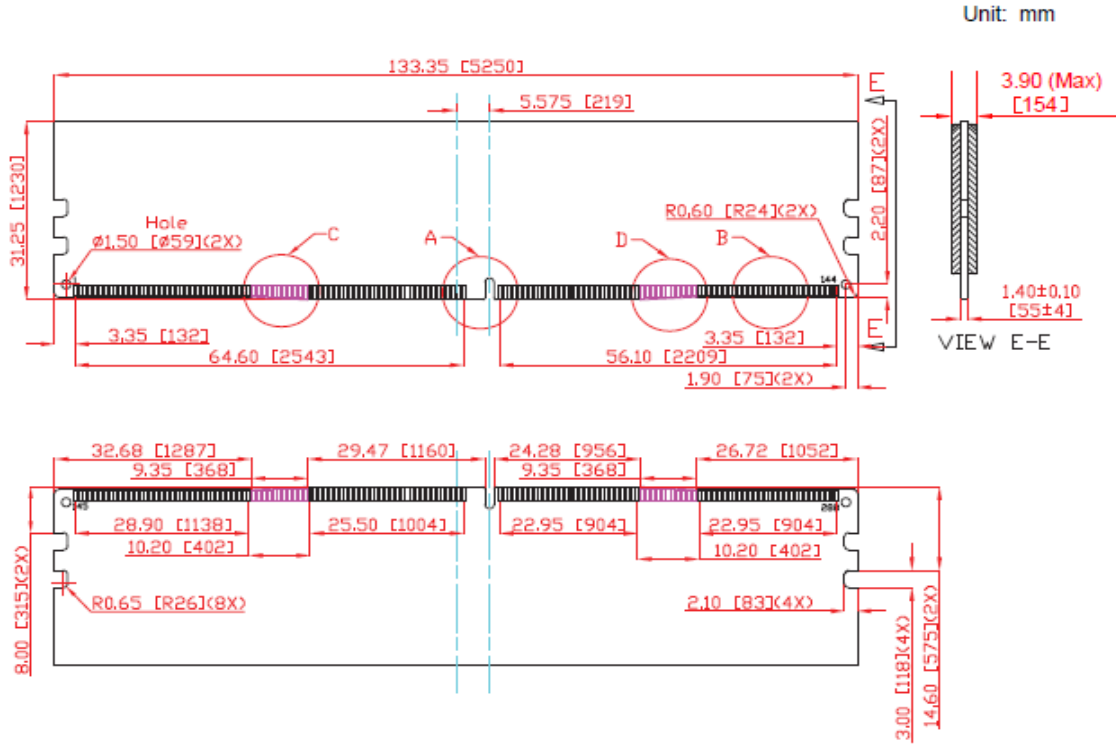 Unit: mm
133.35 [5250]
E
3.90 (Max)
[154]
5.575 [219]
31.25 [1230]
2.20 [87](2X)
Hole
Ø1.50 [Ø59](2X)
C
A
D
B
R0.60 [R24](2X)
1
144
3.35 [132]
64.60 [2543]
56.10 [2209]
3.35 [132]
E
1.90 [75](2X)
1.40±0.10
[55±4]
VIEW E-E
32.68 [1287]
29.47 [1160]
24.28 [956]
26.72 [1052]
9.35 [368]
9.35 [368]
145
288
28.90 [1138]
25.50 [1004]
22.95 [904]
22.95 [904]
10.20 [402]
10.20 [402]
8.00 [315](2X)
R0.65 [R26](8X)
2.10 [83](4X)
3.00 [118](4X)
14.60 [575](2X)